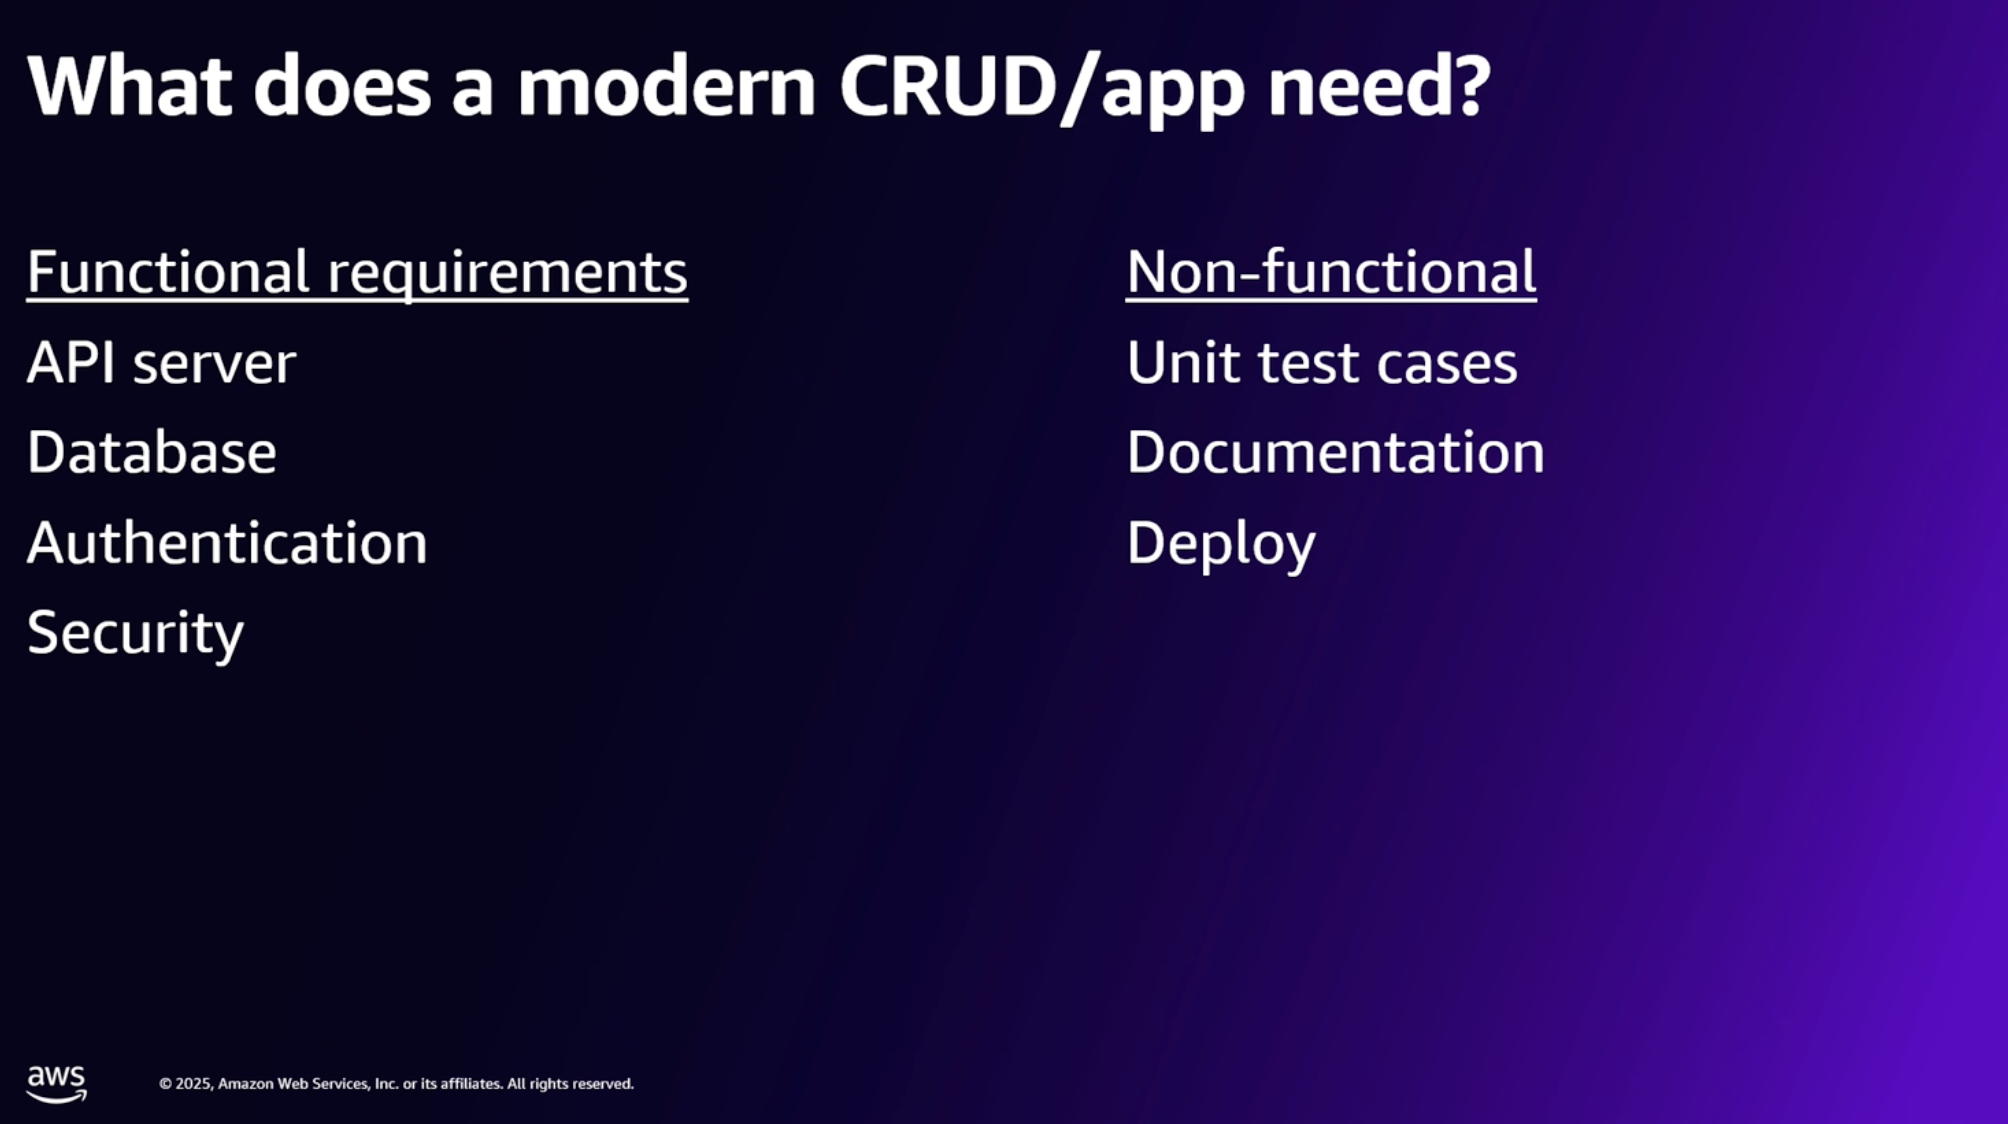 What does a modern CRUD/app need?
Functional requirements
API server
Database
Authentication
Security
Non-functional
Unit test cases
Documentation
Deploy
aws
© 2025, Amazon Web Services, Inc. or its affiliates. All rights reserved.